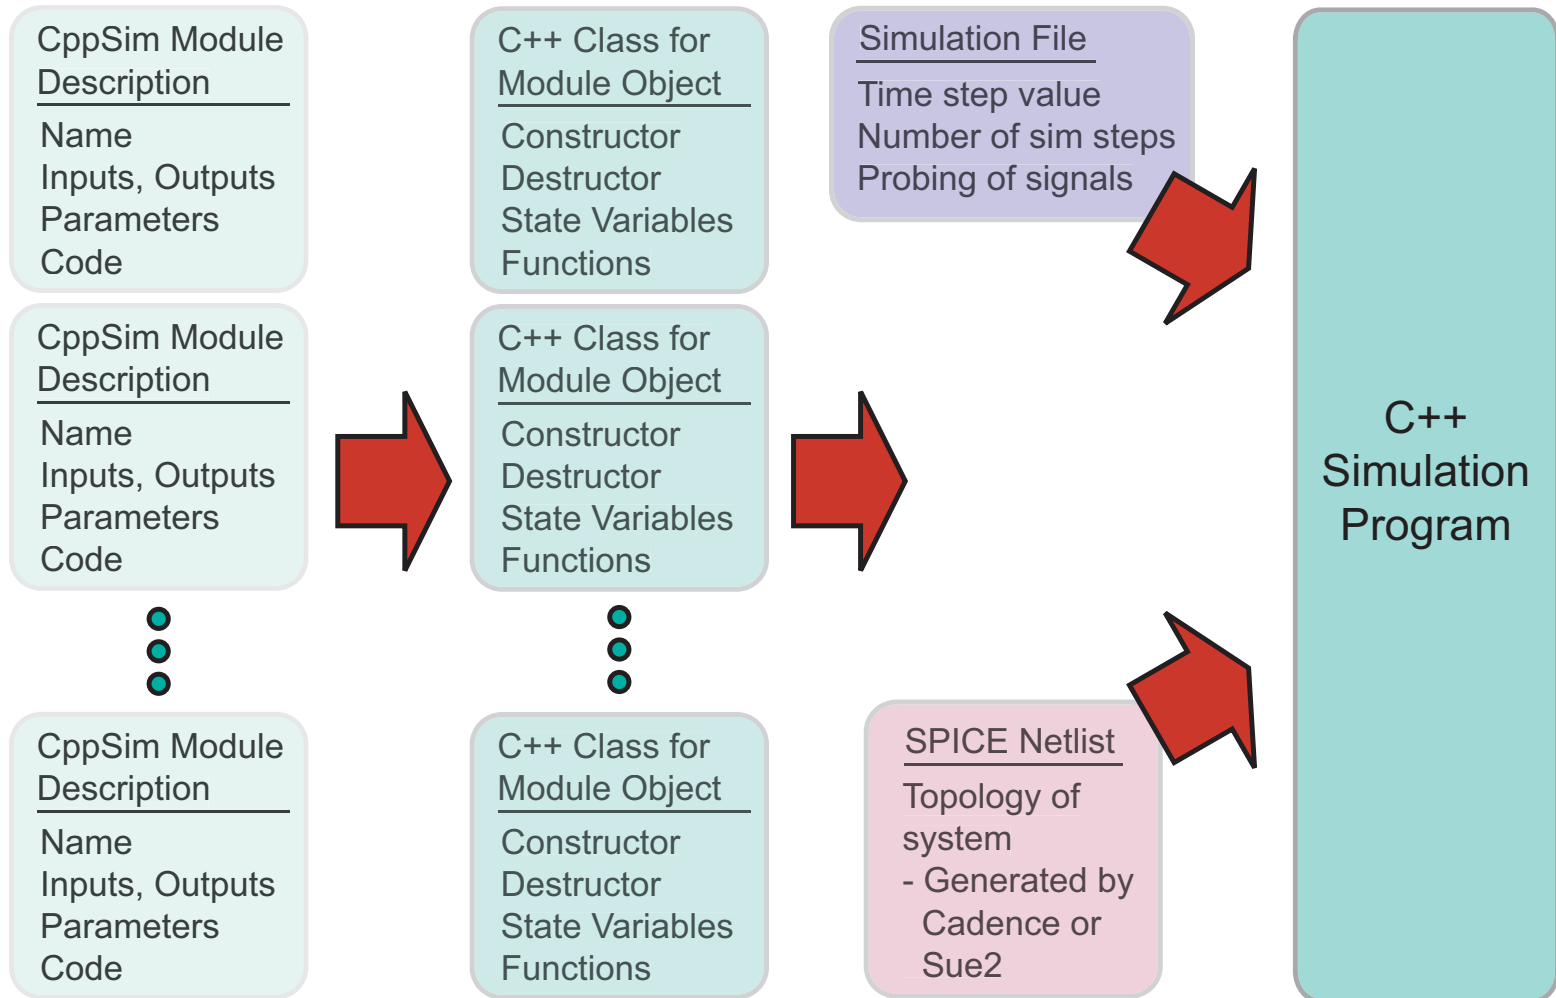 CppSim Module
Description
Name
Inputs, Outputs
Parameters
Code
CppSim Module
Description
Name
Inputs, Outputs
Parameters
Code
CppSim Module
Description
Name
Inputs, Outputs
Parameters
Code
C++ Class for
Module Object
Constructor
Destructor
State Variables
Functions
C++ Class for
Module Object
Constructor
Destructor
State Variables
Functions
C++ Class for
Module Object
Constructor
Destructor
State Variables
Functions
Simulation File
Time step value
Number of sim steps
Probing of signals
SPICE Netlist
Topology of
system
- Generated by
Cadence or
Sue2
C++
Simulation
Program